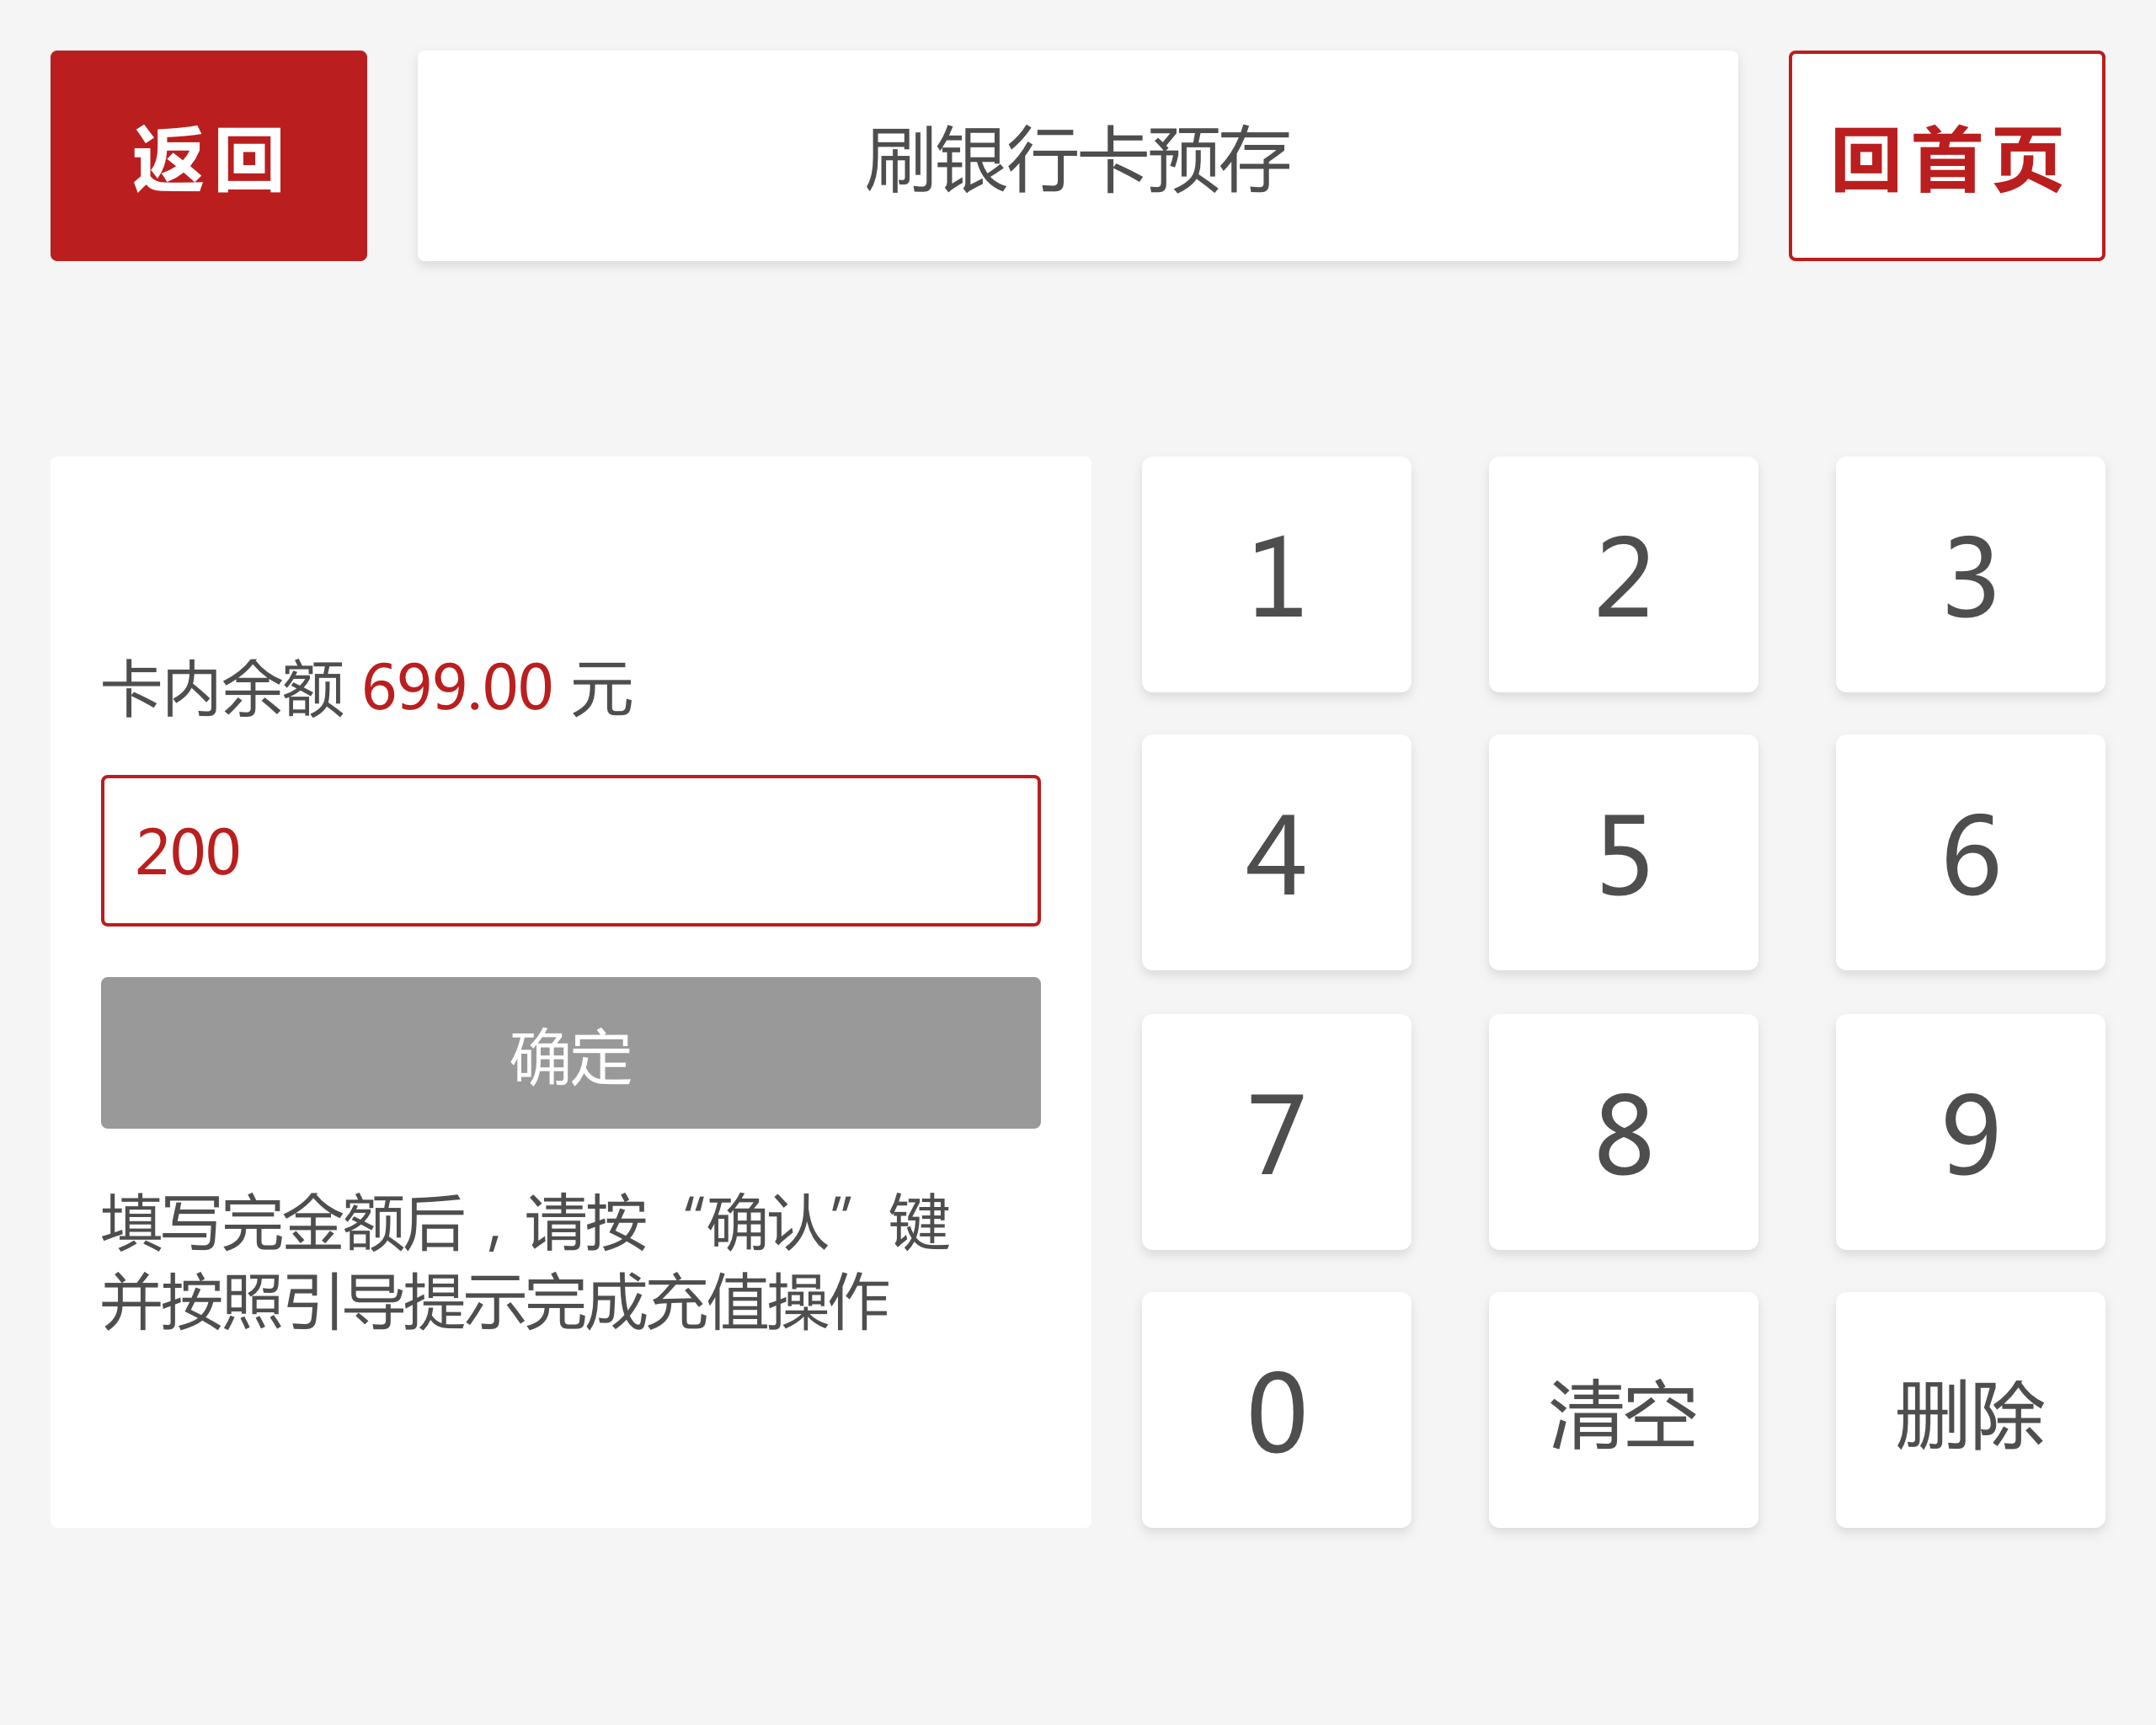 返回
刷银行卡预存
回首页
卡内余额 699.00 元
200
确定
填写完金额后，请按“确认”键
并按照引导提示完成充值操作
1
2
3
4
5
6
7
8
9
0
清空
删除